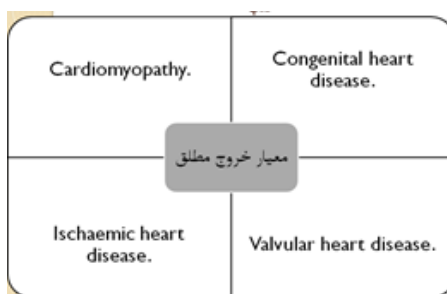 Cardiomyopathy.
Congenital heart
disease.
معیار خروج مطلق
Ischaemic heart
disease.
Valvular heart disease.